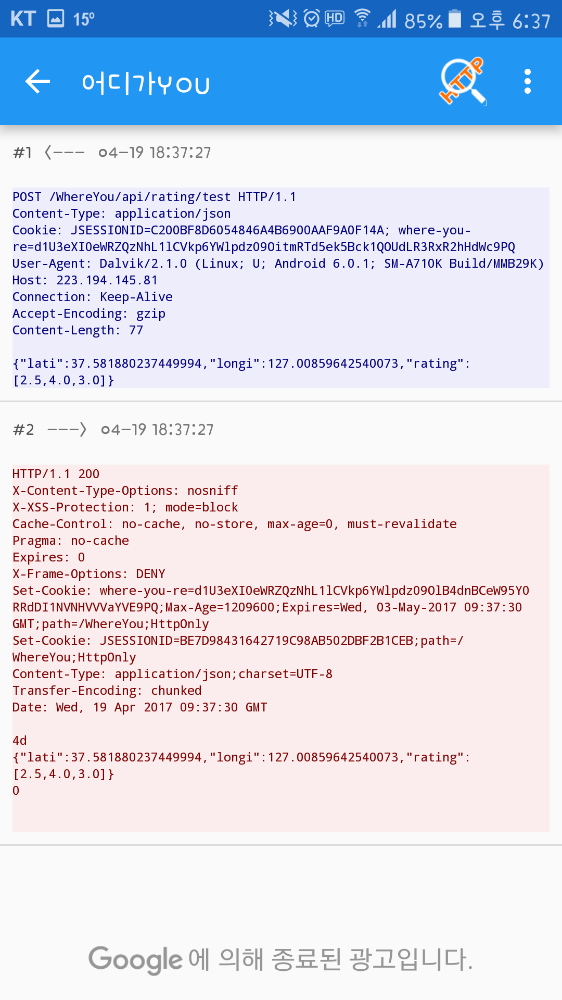 KT 15º HD 85% 오후 6:37
어디가YOU HTTP
#1 <--- 04-19 18:37:27
POST /WhereYou/api/rating/test HTTP/1.1
Content-Type: application/json
Cookie: JSESSIONID=C200BF8D6054846A4B6900AAF9A0F14A; where-you-
re=d1U3eXI0eWRZQzNhL1lCVkp6YWlpdz09OitmRTd5ek5Bck1QOUdLR3RxR2hHdWc9PQ
User-Agent: Dalvik/2.1.0 (Linux; U; Android 6.0.1; SM-A710K Build/MMB29K)
Host: 223.194.145.81
Connection: Keep-Alive
Accept-Encoding: gzip
Content-Length: 77
{"lati":37.581880237449994,"longi":127.00859642540073,"rating":
[2.5,4.0,3.0]}
#2 ---> 04-19 18:37:27
HTTP/1.1 200
X-Content-Type-Options: nosniff
X-XSS-Protection: 1; mode=block
Cache-Control: no-cache, no-store, max-age=0, must-revalidate
Pragma: no-cache
Expires: 0
X-Frame-Options: DENY
Set-Cookie: where-you-re=d1U3eXI0eWRZQzNhL1lCVkp6YWlpdz09OlB4dnBCeW95Y0
RRdDI1NVNHVVVaYVE9PQ;Max-Age=1209600;Expires=Wed, 03-May-2017 09:37:30
GMT;path=/WhereYou;HttpOnly
Set-Cookie: JSESSIONID=BE7D98431642719C98AB502DBF2B1CEB;path=/
WhereYou;HttpOnly
Content-Type: application/json;charset=UTF-8
Transfer-Encoding: chunked
Date: Wed, 19 Apr 2017 09:37:30 GMT
4d
{"lati":37.581880237449994,"longi":127.00859642540073,"rating":
[2.5,4.0,3.0]}
0
Google에 의해 종료된 광고입니다.